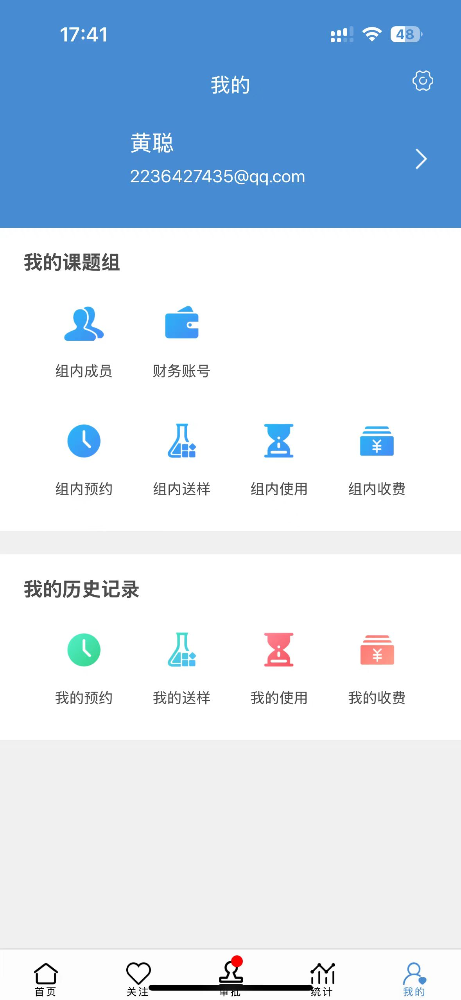 17:41
48
我的
黄聪
2236427435@qq.com
我的课题组
组内成员 财务账号
组内预约 组内送样 组内使用 组内收费
我的历史记录
我的预约 我的送样 我的使用 我的收费
首页 关注 审批 统计 我的